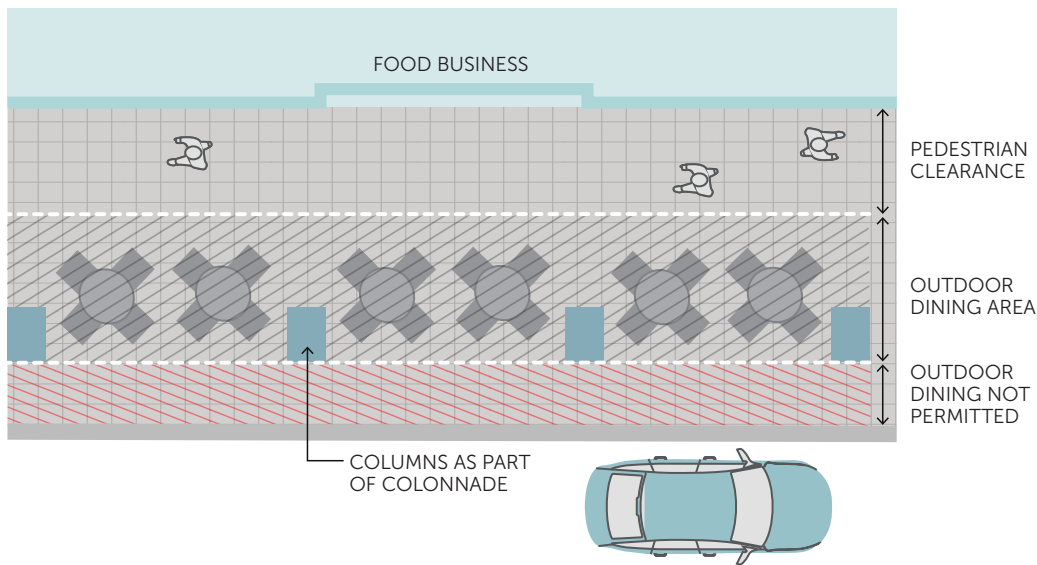 FOOD BUSINESS
PEDESTRIAN
CLEARANCE
OUTDOOR
DINING AREA
OUTDOOR
DINING NOT
PERMITTED
COLUMNS AS PART
OF COLONNADE